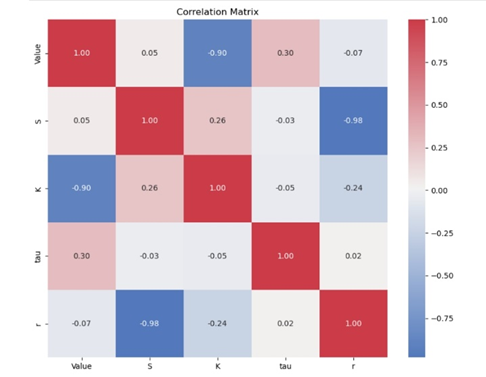 Correlation Matrix
Value 1.00 0.05 -0.90 0.30 -0.07
S 0.05 1.00 0.26 -0.03 -0.98
K -0.90 0.26 1.00 -0.05 -0.24
tau 0.30 -0.03 -0.05 1.00 0.02
r -0.07 -0.98 -0.24 0.02 1.00
Value S K tau r
1.00
0.75
0.50
0.25
0.00
−0.25
−0.50
−0.75